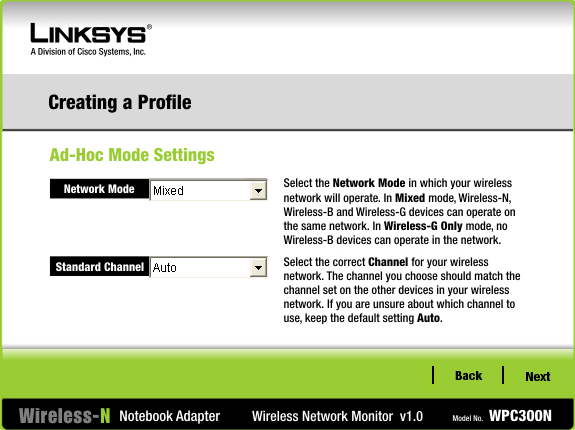 LINKSYS®
A Division of Cisco Systems, Inc.
Creating a Profile
Ad-Hoc Mode Settings
Network Mode
Mixed
Select the Network Mode in which your wireless
network will operate. In Mixed mode, Wireless-N,
Wireless-B and Wireless-G devices can operate on
the same network. In Wireless-G Only mode, no
Wireless-B devices can operate in the network.
Standard Channel
Auto
Select the correct Channel for your wireless
network. The channel you choose should match the
channel set on the other devices in your wireless
network. If you are unsure about which channel to
use, keep the default setting Auto.
Back
Next
Wireless-N Notebook Adapter Wireless Network Monitor v1.0 Model No. WPC300N